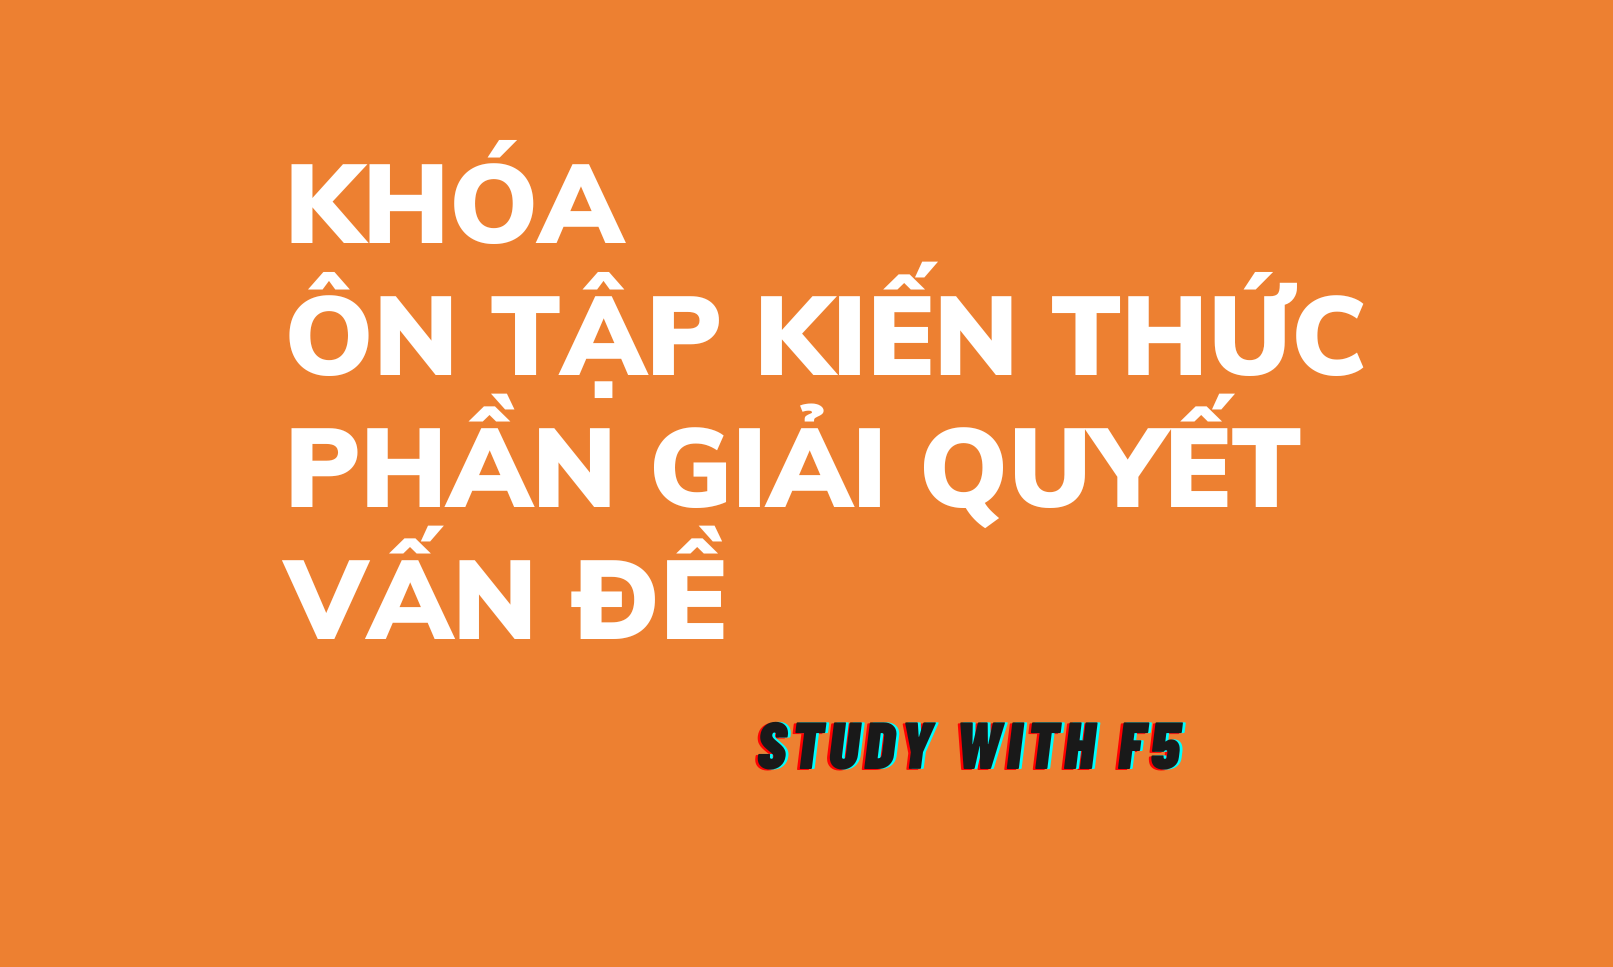 KHÓA
ÔN TẬP KIẾN THỨC
PHẦN GIẢI QUYẾT
VẤN ĐỀ
STUDY WITH F5